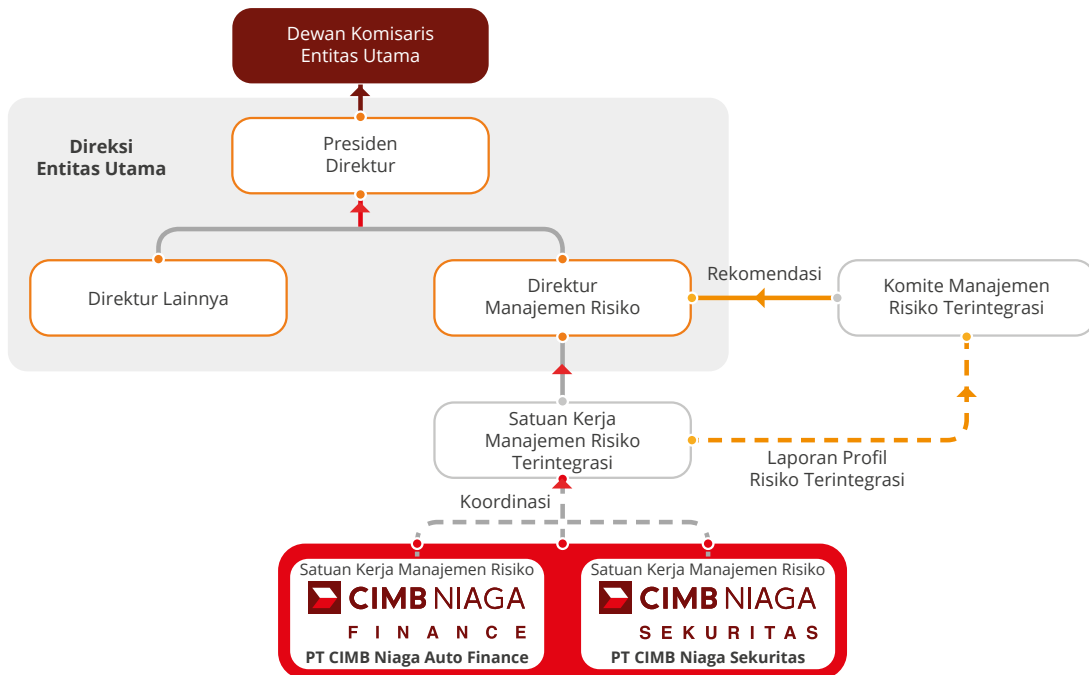 Dewan Komisaris
Entitas Utama
Direksi
Entitas Utama
Presiden
Direktur
Direktur Lainnya
Direktur
Manajemen Risiko
Rekomendasi
Komite Manajemen
Risiko Terintegrasi
Satuan Kerja
Manajemen Risiko
Terintegrasi
Laporan Profil
Risiko Terintegrasi
Koordinasi
Satuan Kerja Manajemen Risiko
CIMB NIAGA
FINANCE
PT CIMB Niaga Auto Finance
Satuan Kerja Manajemen Risiko
CIMB NIAGA
SEKURITAS
PT CIMB Niaga Sekuritas